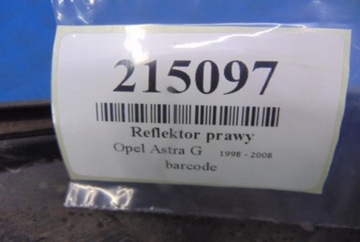 215097
Reflektor prawy
Opel Astra G 1998 - 2008
barcode